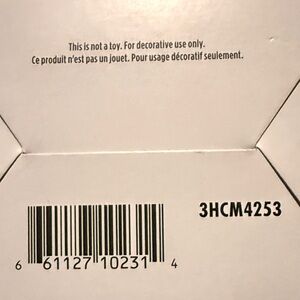 This is not a toy. For decorative use only.
Ce produit n'est pas un jouet. Pour usage décoratif seulement.
3HCM4253
6 61127 10231 4